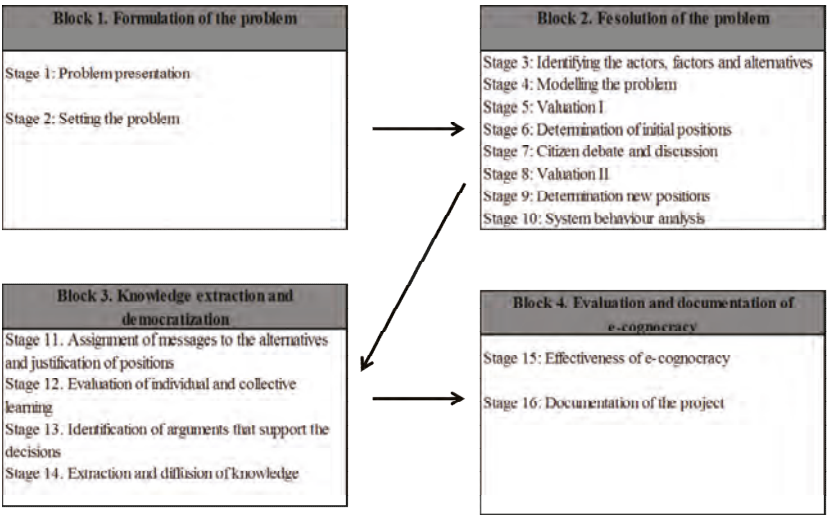 Block 1. Formulation of the problem
Stage 1: Problem presentation
Stage 2: Setting the problem
Block 2. Fesolution of the problem
Stage 3: Identifying the actors, factors and alternatives
Stage 4: Modelling the problem
Stage 5: Valuation I
Stage 6: Determination of initial positions
Stage 7: Citizen debate and discussion
Stage 8: Valuation II
Stage 9: Determination new positions
Stage 10: System behaviour analysis
Block 3. Knowledge extraction and
democratization
Stage 11. Assignment of messages to the alternatives
and justification of positions
Stage 12. Evaluation of individual and collective
learning
Stage 13. Identification of arguments that support the
decisions
Stage 14. Extraction and diffusion of knowledge
Block 4. Evaluation and documentation of
e-cognocracy
Stage 15: Effectiveness of e-cognocracy
Stage 16: Documentation of the project